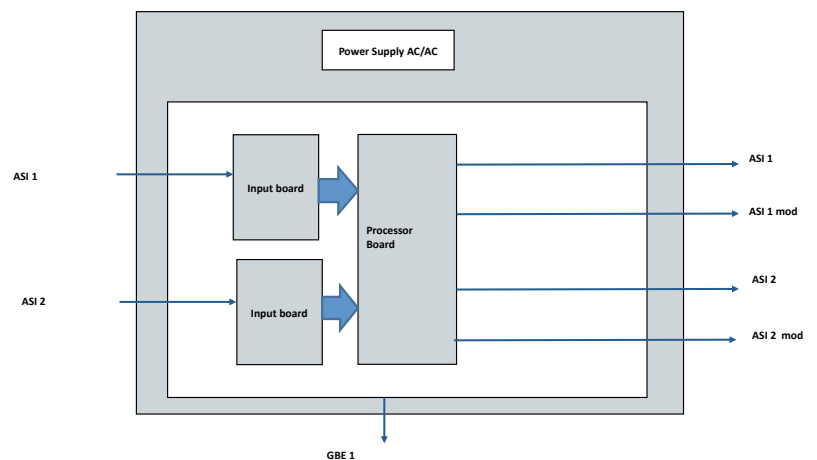 Power Supply AC/AC
ASI 1
Input board
Processor
Board
ASI 1
ASI 1 mod
ASI 2
Input board
ASI 2
ASI 2 mod
GBE 1